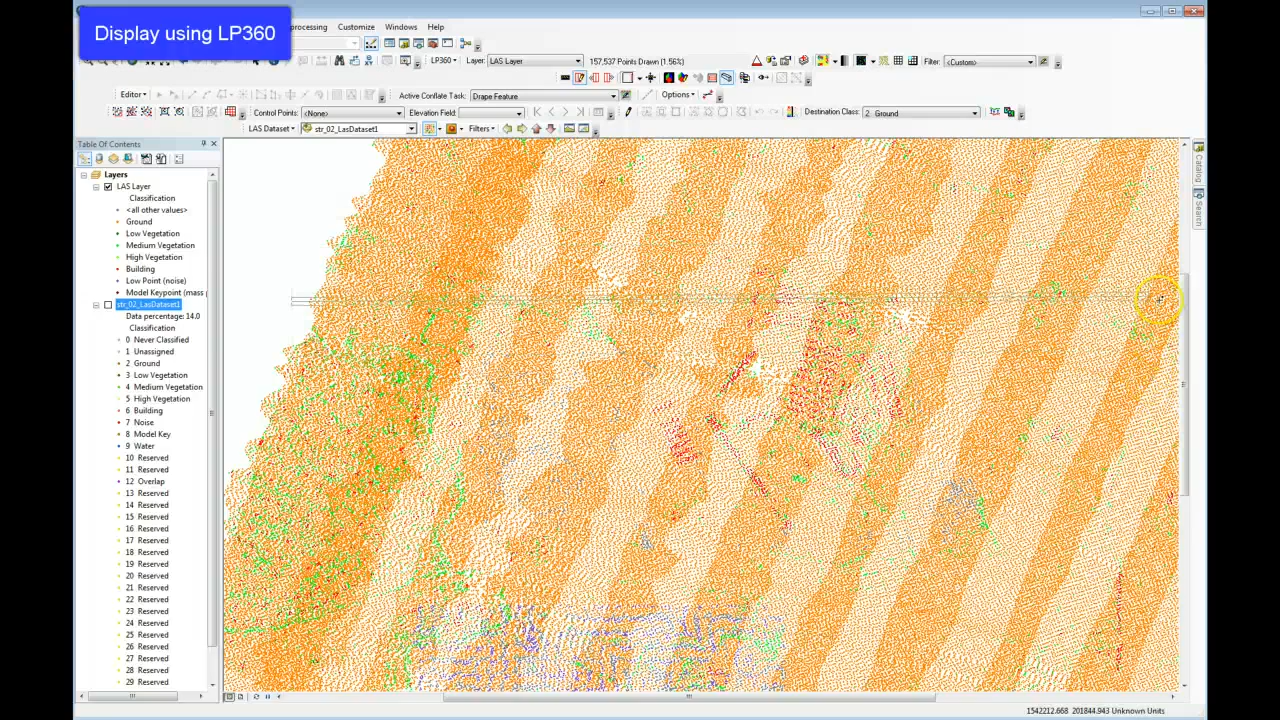 Display using LP360
rocessing Customize Windows Help
LP360 Layer: LAS Layer 157,537 Points Drawn (1.56%) Filter: (Custom)
Editor Active Conflate Task: Drape Feature Options
Control Points: <None> Elevation Field: Destination Class: 2 Ground
LAS Dataset str_02_LasDataset1 Filters
Table Of Contents
Catalog
Search
Layers
LAS Layer
Classification
<all other values>
Ground
Low Vegetation
Medium Vegetation
High Vegetation
Building
Low Point (noise)
Model Keypoint (mass p
str_02_LasDataset1
Data percentage: 14.0
Classification
0 Never Classified
1 Unassigned
2 Ground
3 Low Vegetation
4 Medium Vegetation
5 High Vegetation
6 Building
7 Noise
8 Model Key
9 Water
10 Reserved
11 Reserved
12 Overlap
13 Reserved
14 Reserved
15 Reserved
16 Reserved
17 Reserved
18 Reserved
19 Reserved
20 Reserved
21 Reserved
22 Reserved
23 Reserved
24 Reserved
25 Reserved
26 Reserved
27 Reserved
28 Reserved
29 Reserved
1542212.668 201844.943 Unknown Units